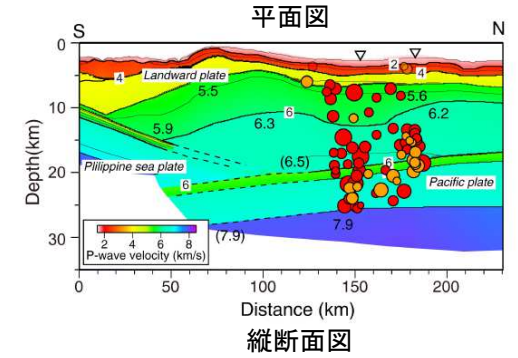 平面図
S
N
0
10
20
30
Depth(km)
4
Landward plate
2
4
5.5
5.6
5.9
6
6.3
6.2
(6.5)
6
Plilippine sea plate
6
Pacific plate
7.9
(7.9)
2 4 6 8
P-wave velocity (km/s)
0 50 100 150 200
Distance (km)
縦断面図